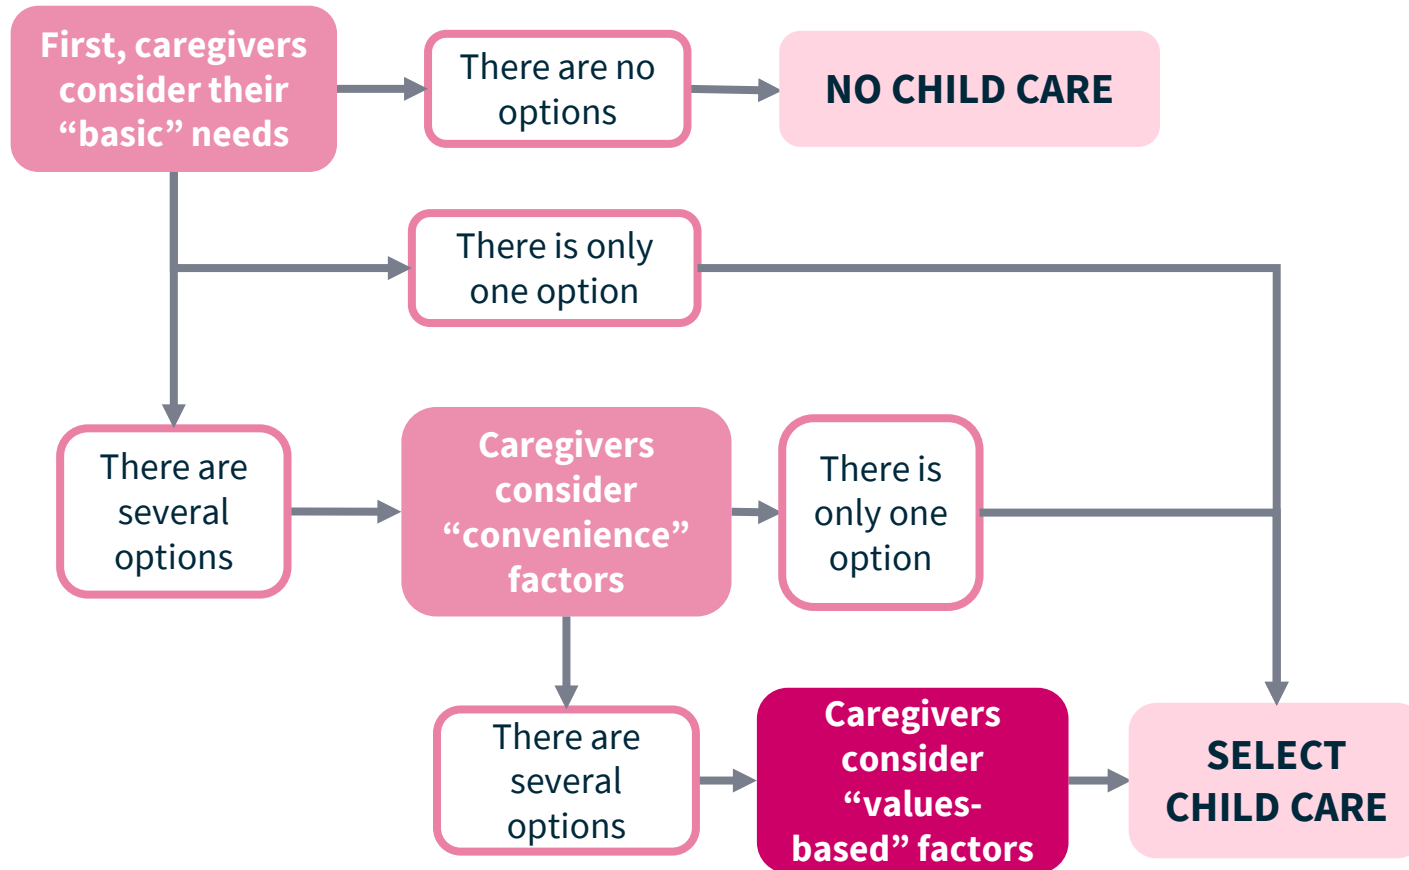 First, caregivers
consider their
“basic” needs
There are no
options
NO CHILD CARE
There is only
one option
There are
several
options
Caregivers
consider
“convenience”
factors
There is
only one
option
There are
several
options
Caregivers
consider
“values-
based” factors
SELECT
CHILD CARE